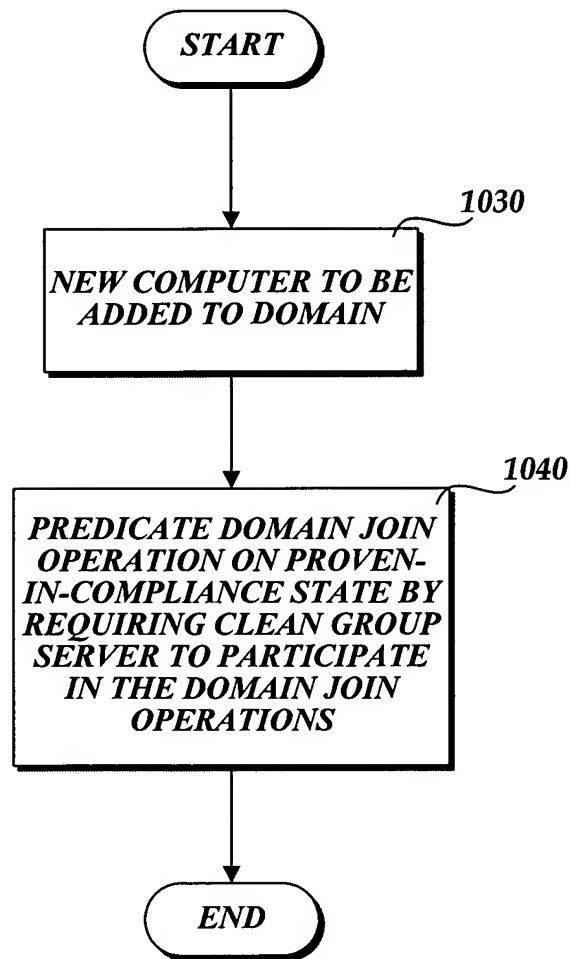 START
1030
NEW COMPUTER TO BE
ADDED TO DOMAIN
1040
PREDICATE DOMAIN JOIN
OPERATION ON PROVEN-
IN-COMPLIANCE STATE BY
REQUIRING CLEAN GROUP
SERVER TO PARTICIPATE
IN THE DOMAIN JOIN
OPERATIONS
END